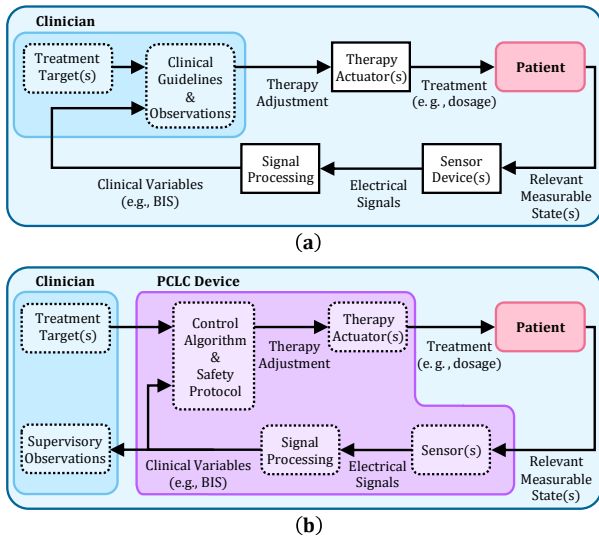 Clinician
Treatment
Target(s)
Clinical
Guidelines
&
Observations
Therapy
Adjustment
Therapy
Actuator(s)
Treatment
(e.g., dosage)
Patient
Clinical Variables
(e.g., BIS)
Signal
Processing
Electrical
Signals
Sensor
Device(s)
Relevant
Measurable
State(s)
(a)
Clinician
PCLC Device
Treatment
Target(s)
Control
Algorithm
&
Safety
Protocol
Therapy
Adjustment
Therapy
Actuator(s)
Treatment
(e.g., dosage)
Patient
Supervisory
Observations
Clinical Variables
(e.g., BIS)
Signal
Processing
Electrical
Signals
Sensor(s)
Relevant
Measurable
State(s)
(b)